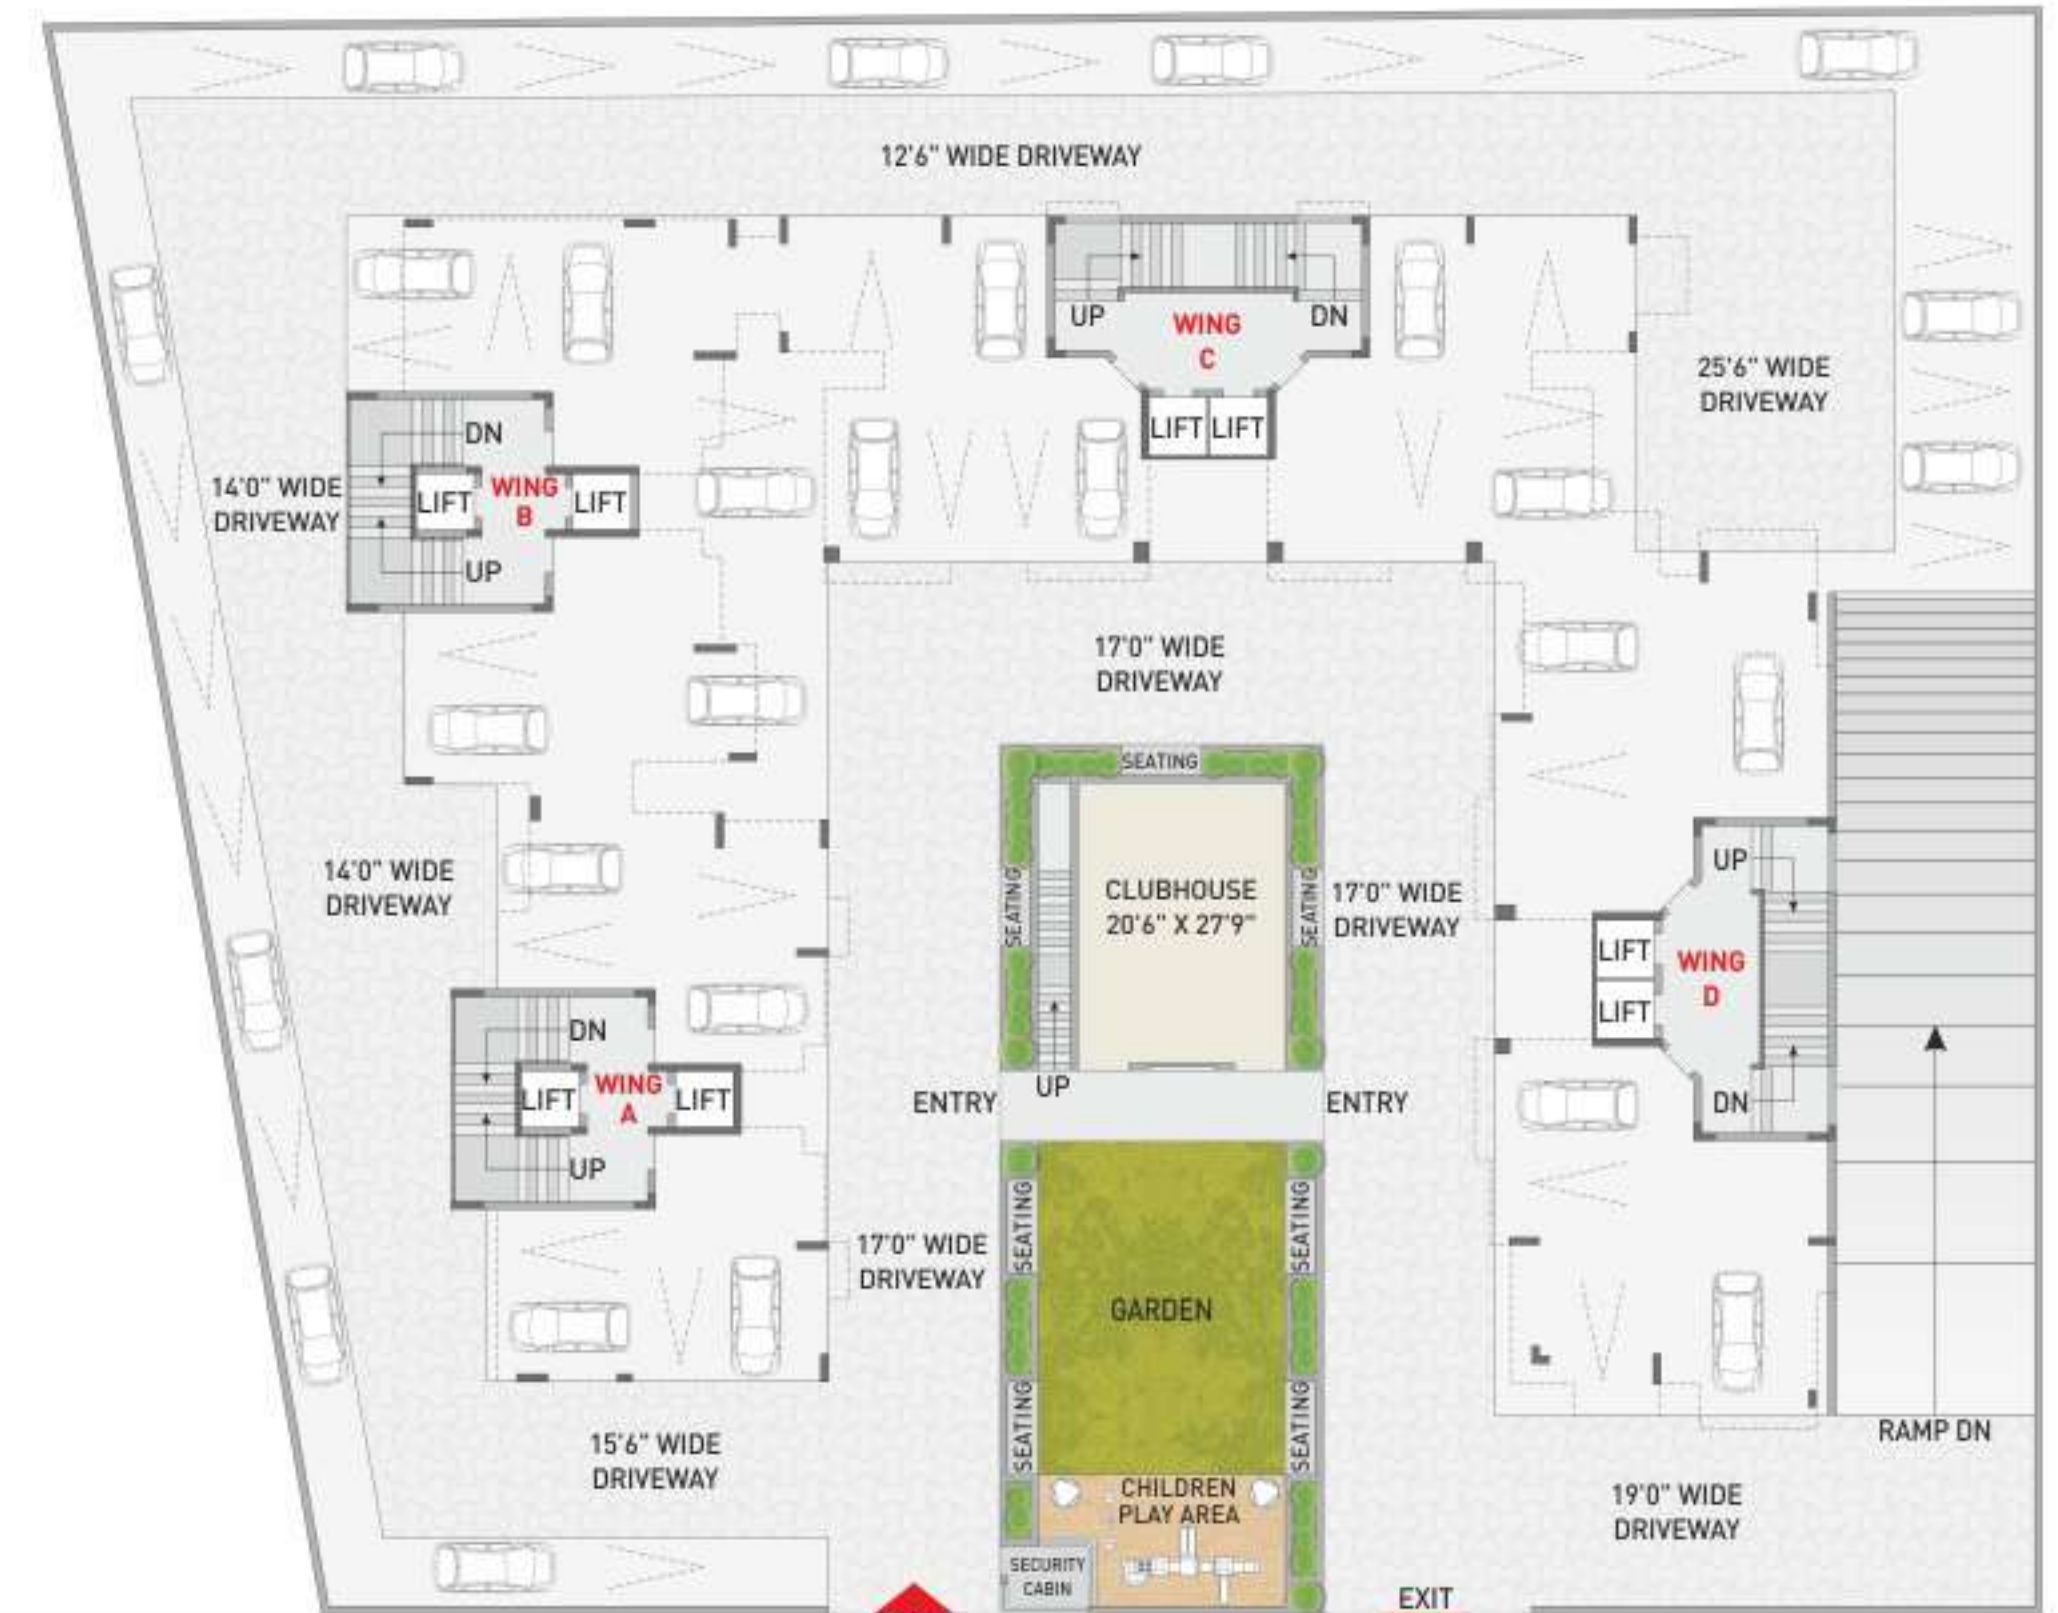 12'6" WIDE DRIVEWAY
UP
WING
C
DN
LIFT
LIFT
25'6" WIDE
DRIVEWAY
14'0" WIDE
DRIVEWAY
DN
LIFT
WING
B
LIFT
UP
17'0" WIDE
DRIVEWAY
SEATING
14'0" WIDE
DRIVEWAY
SEATING
CLUBHOUSE
20'6" X 27'9"
SEATING
17'0" WIDE
DRIVEWAY
UP
LIFT
LIFT
WING
D
DN
DN
LIFT
WING
A
LIFT
UP
ENTRY
UP
ENTRY
SEATING
SEATING
17'0" WIDE
DRIVEWAY
GARDEN
SEATING
SEATING
15'6" WIDE
DRIVEWAY
RAMP DN
CHILDREN
PLAY AREA
19'0" WIDE
DRIVEWAY
SECURITY
CABIN
EXIT